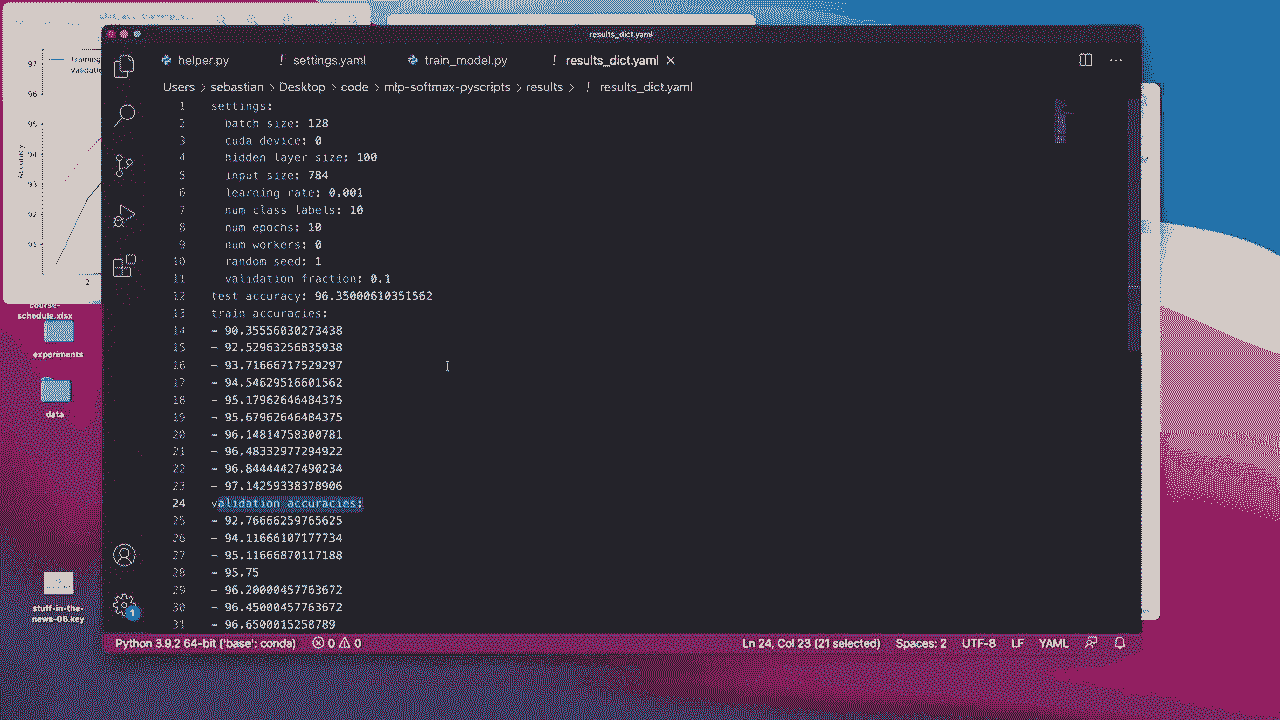 results_dict.yaml
helper.py
! settings.yaml
train_model.py
! results_dict.yaml ×
Users > sebastian > Desktop > code > mlp-softmax-pyscripts > results > ! results_dict.yaml
1 settings:
2 batch size: 128
3 cuda device: 0
4 hidden layer size: 100
5 input size: 784
6 learning rate: 0.001
7 num class labels: 10
8 num epochs: 10
9 num workers: 0
10 random seed: 1
11 validation fraction: 0.1
12 test accuracy: 96.35000610351562
13 train accuracies:
14 - 90.35556030273438
15 - 92.52963256835938
16 - 93.71666717529297
17 - 94.54629516601562
18 - 95.17962646484375
19 - 95.67962646484375
20 - 96.14814758300781
21 - 96.48332977294922
22 - 96.84444427490234
23 - 97.14259338378906
24 validation accuracies:
25 - 92.76666259765625
26 - 94.11666107177734
27 - 95.11666870117188
28 - 95.75
29 - 96.20000457763672
30 - 96.45000457763672
31 - 96.6500015258789
1
Python 3.9.2 64-bit ('base': conda)
0
0
Ln 24, Col 23 (21 selected)
Spaces: 2
UTF-8
LF
YAML
97
96
95
94
93
92
91
2
Accuracy
Training
Validation
course-
schedule.xlsx
experiments
data
stuff-in-the-
news-06.key